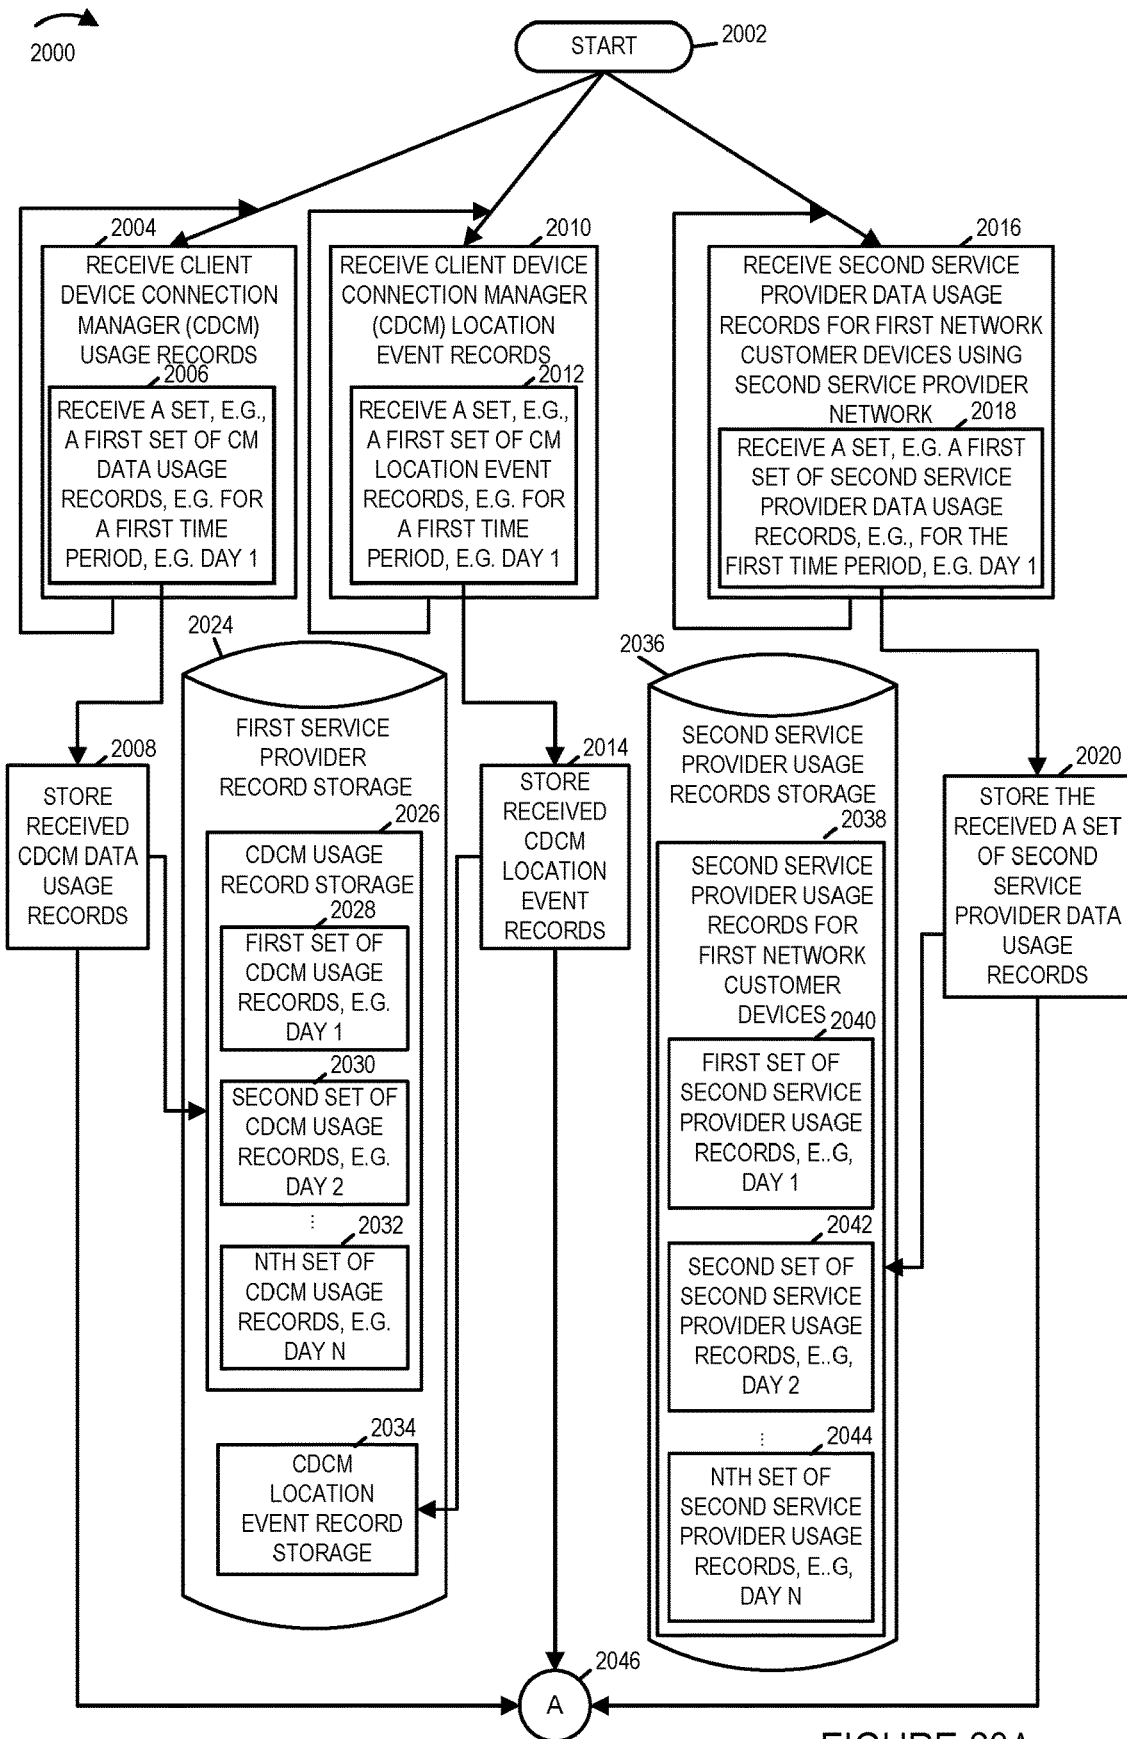 2000
START
2002
2004
RECEIVE CLIENT
DEVICE CONNECTION
MANAGER (CDCM)
USAGE RECORDS
2006
RECEIVE A SET, E.G.,
A FIRST SET OF CM
DATA USAGE
RECORDS, E.G. FOR
A FIRST TIME
PERIOD, E.G. DAY 1
2010
RECEIVE CLIENT DEVICE
CONNECTION MANAGER
(CDCM) LOCATION
EVENT RECORDS
2012
RECEIVE A SET, E.G.,
A FIRST SET OF CM
LOCATION EVENT
RECORDS, E.G. FOR
A FIRST TIME
PERIOD, E.G. DAY 1
2016
RECEIVE SECOND SERVICE
PROVIDER DATA USAGE
RECORDS FOR FIRST NETWORK
CUSTOMER DEVICES USING
SECOND SERVICE PROVIDER
NETWORK
2018
RECEIVE A SET, E.G. A FIRST
SET OF SECOND SERVICE
PROVIDER DATA USAGE
RECORDS, E.G., FOR THE
FIRST TIME PERIOD, E.G. DAY 1
2008
STORE
RECEIVED
CDCM DATA
USAGE
RECORDS
2024
FIRST SERVICE
PROVIDER
RECORD STORAGE
2026
CDCM USAGE
RECORD STORAGE
2028
FIRST SET OF
CDCM USAGE
RECORDS, E.G.
DAY 1
2030
SECOND SET OF
CDCM USAGE
RECORDS, E.G.
DAY 2
...
2032
NTH SET OF
CDCM USAGE
RECORDS, E.G.
DAY N
2034
CDCM
LOCATION
EVENT RECORD
STORAGE
2014
STORE
RECEIVED
CDCM
LOCATION
EVENT
RECORDS
2036
SECOND SERVICE
PROVIDER USAGE
RECORDS STORAGE
2038
SECOND SERVICE
PROVIDER USAGE
RECORDS FOR
FIRST NETWORK
CUSTOMER
DEVICES
2040
FIRST SET OF
SECOND SERVICE
PROVIDER USAGE
RECORDS, E..G,
DAY 1
2042
SECOND SET OF
SECOND SERVICE
PROVIDER USAGE
RECORDS, E..G,
DAY 2
...
2044
NTH SET OF
SECOND SERVICE
PROVIDER USAGE
RECORDS, E..G,
DAY N
2020
STORE THE
RECEIVED A SET
OF SECOND
SERVICE
PROVIDER DATA
USAGE
RECORDS
2046
A
FIGURE 20A